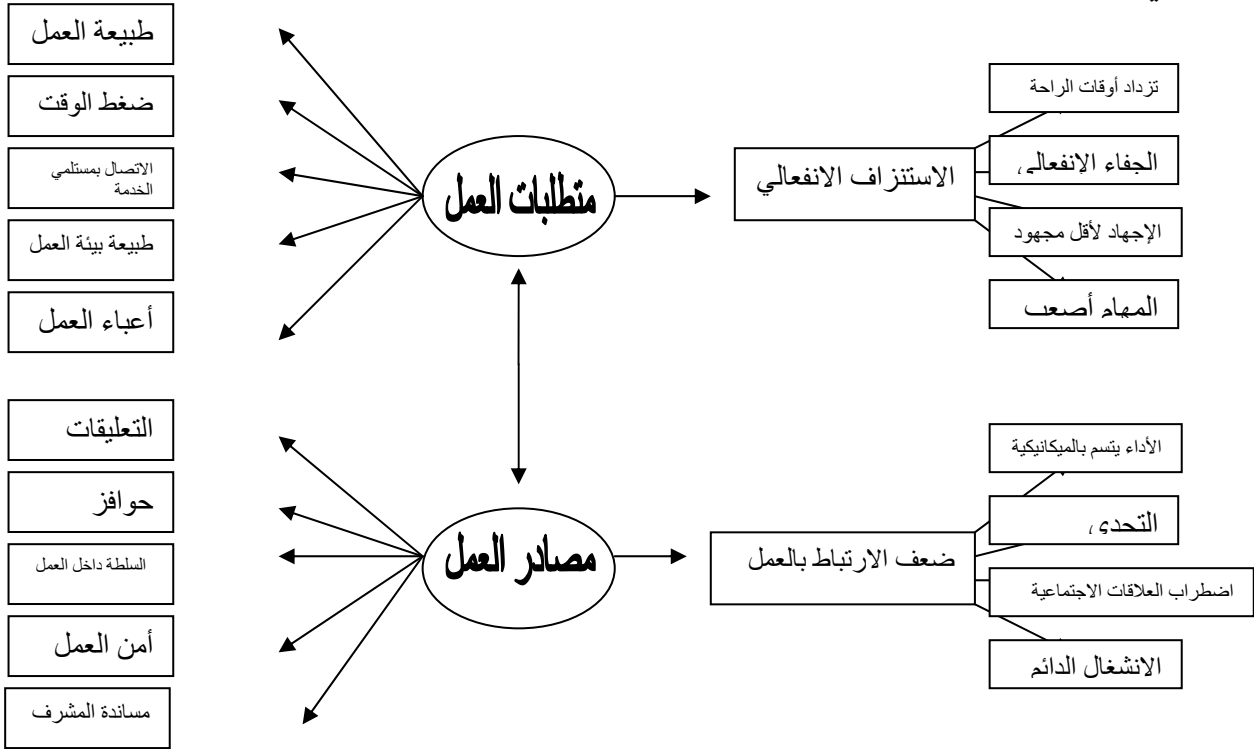 طبيعة العمل
ضغط الوقت
الاتصال بمستلمي
الخدمة
طبيعة بيئة العمل
أعباء العمل
متطلبات العمل
الاستنزاف الانفعالي
تزداد أوقات الراحة
الجفاء الإنفعالي
الإجهاد لأقل مجهود
المهام أصعب
التعليقات
حوافز
السلطة داخل العمل
أمن العمل
مساندة المشرف
مصادر العمل
ضعف الارتباط بالعمل
الأداء يتسم بالميكانيكية
التحدي
اضطراب العلاقات الاجتماعية
الانشغال الدائم